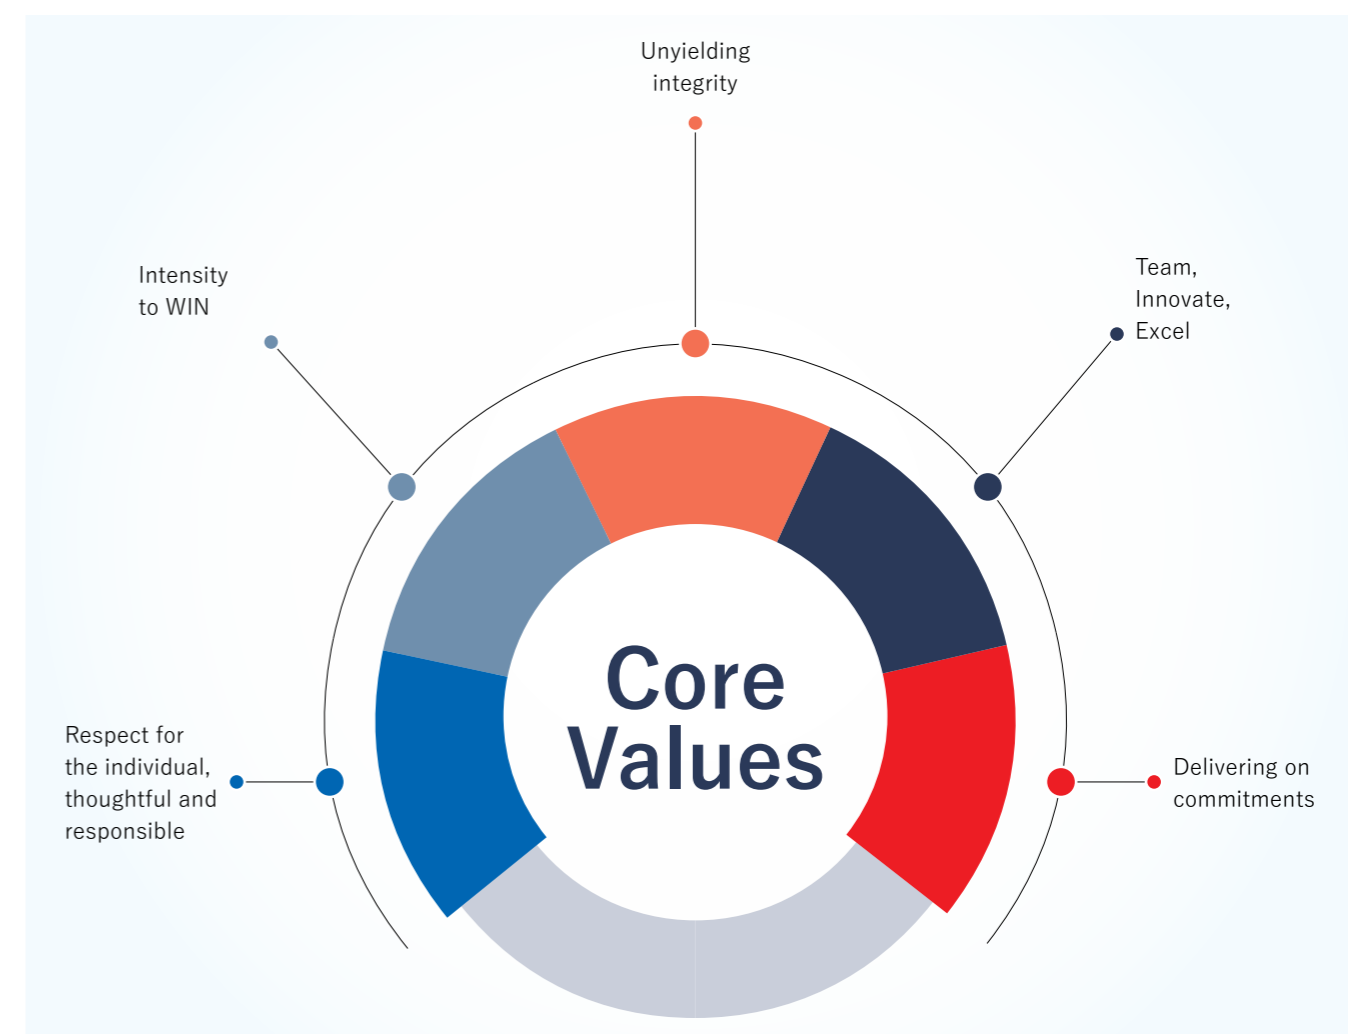 Unyielding
integrity
Intensity
to WIN
Team,
Innovate,
Excel
Core
Values
Respect for
the individual,
thoughtful and
responsible
Delivering on
commitments